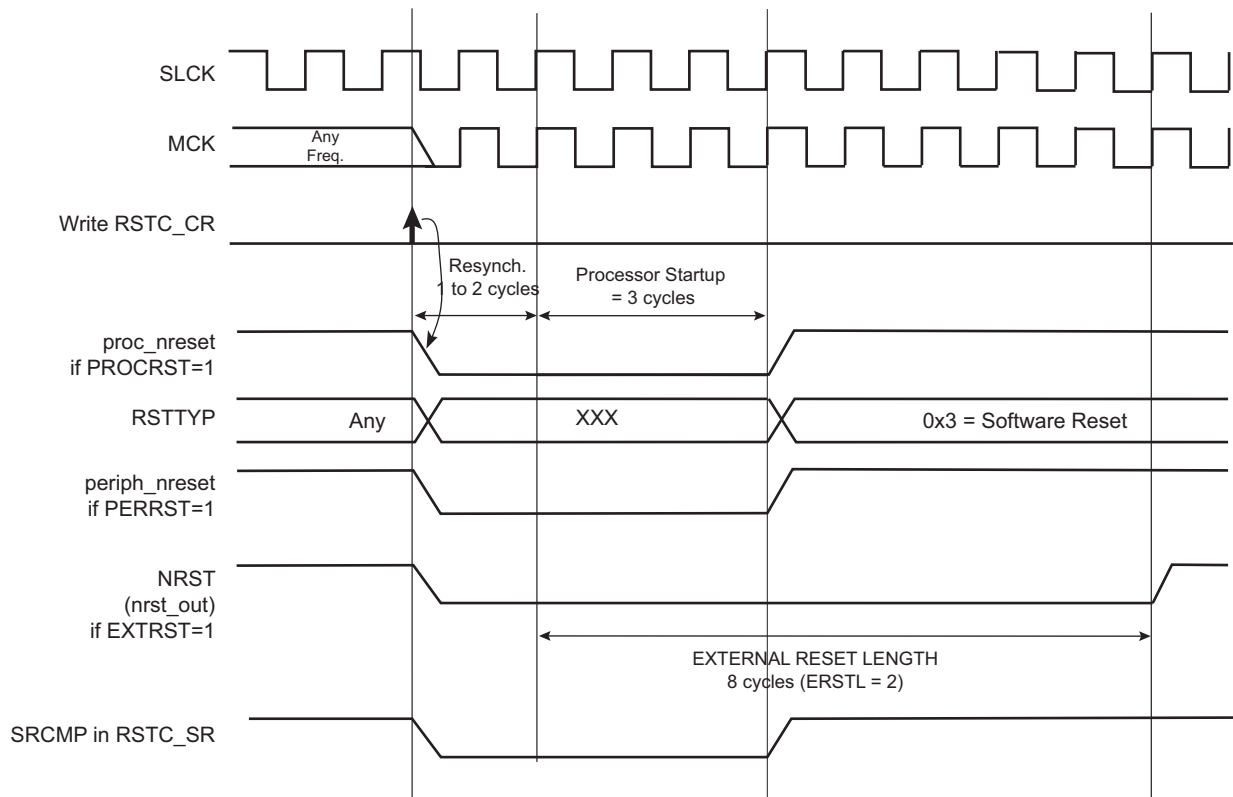 SLCK
MCK
Any
Freq.
Write RSTC_CR
Resynch.
1 to 2 cycles
Processor Startup
= 3 cycles
proc_nreset
if PROCRST=1
RSTTYP
Any
XXX
0x3 = Software Reset
periph_nreset
if PERRST=1
NRST
(nrst_out)
if EXTRST=1
EXTERNAL RESET LENGTH
8 cycles (ERSTL = 2)
SRCMP in RSTC_SR